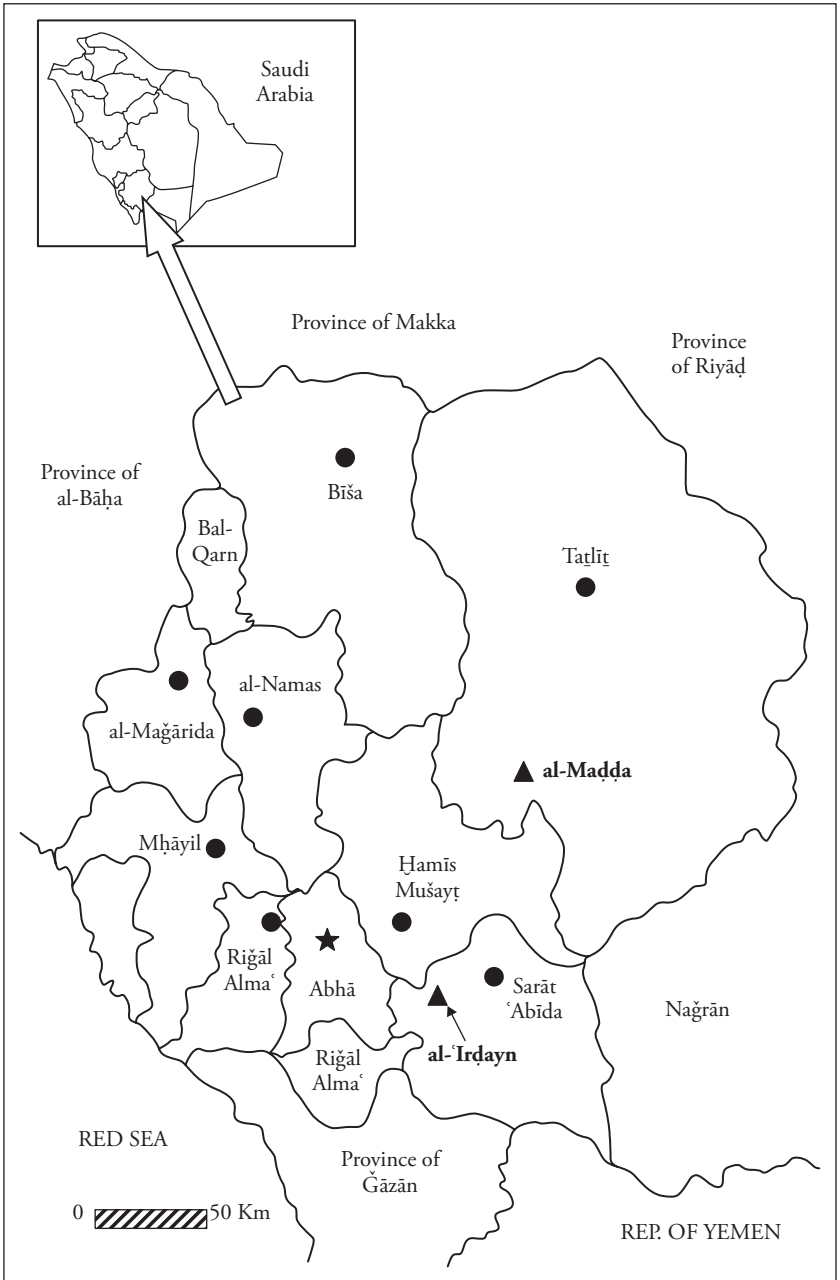 Saudi
Arabia
Province of Makka
Province
of Riyāḍ
Province of
al-Bāḥa
Bīša
Bal-
Qarn
Taṯlīṯ
al-Namas
al-Maǧārida
al-Maḍḍa
Mḥāyil
Ḫamīs
Mušayṭ
Riǧāl
Almaʿ
Abhā
Sarāt
ʿAbīda
Naǧrān
al-ʿIrḍayn
Riǧāl
Almaʿ
RED SEA
Province of
Ǧāzān
0 50 Km
REP. OF YEMEN